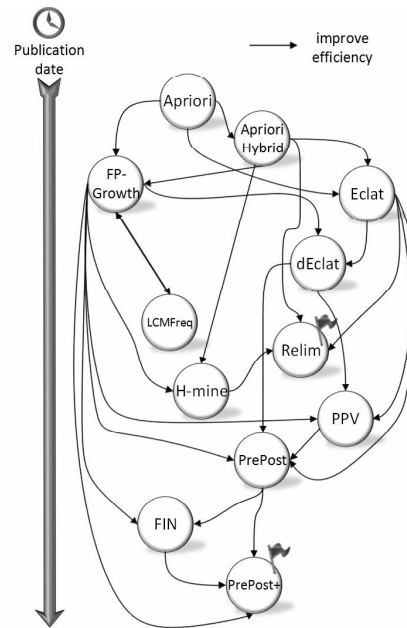 Publication
date
improve
efficiency
Apriori
Apriori
Hybrid
FP-
Growth
Eclat
dEclat
LCMFreq
Relim
H-mine
PPV
PrePost
FIN
PrePost+